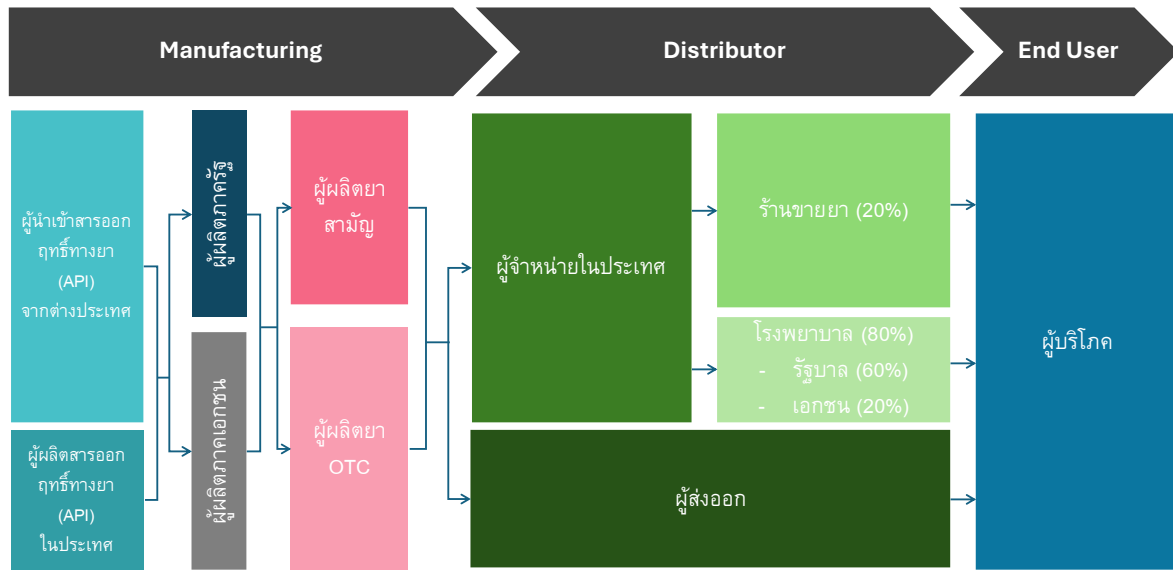 Manufacturing
Distributor
End User
ผู้นำเข้าสารออก
ฤทธิ์ทางยา
(API)
จากต่างประเทศ
ผู้ผลิตสารออก
ฤทธิ์ทางยา
(API)
ในประเทศ
ผู้ผลิตภาครัฐ
ผู้ผลิตภาคเอกชน
ผู้ผลิตยา
สามัญ
ผู้ผลิตยา
OTC
ผู้จำหน่ายในประเทศ
ร้านขายยา (20%)
โรงพยาบาล (80%)
- รัฐบาล (60%)
- เอกชน (20%)
ผู้ส่งออก
ผู้บริโภค